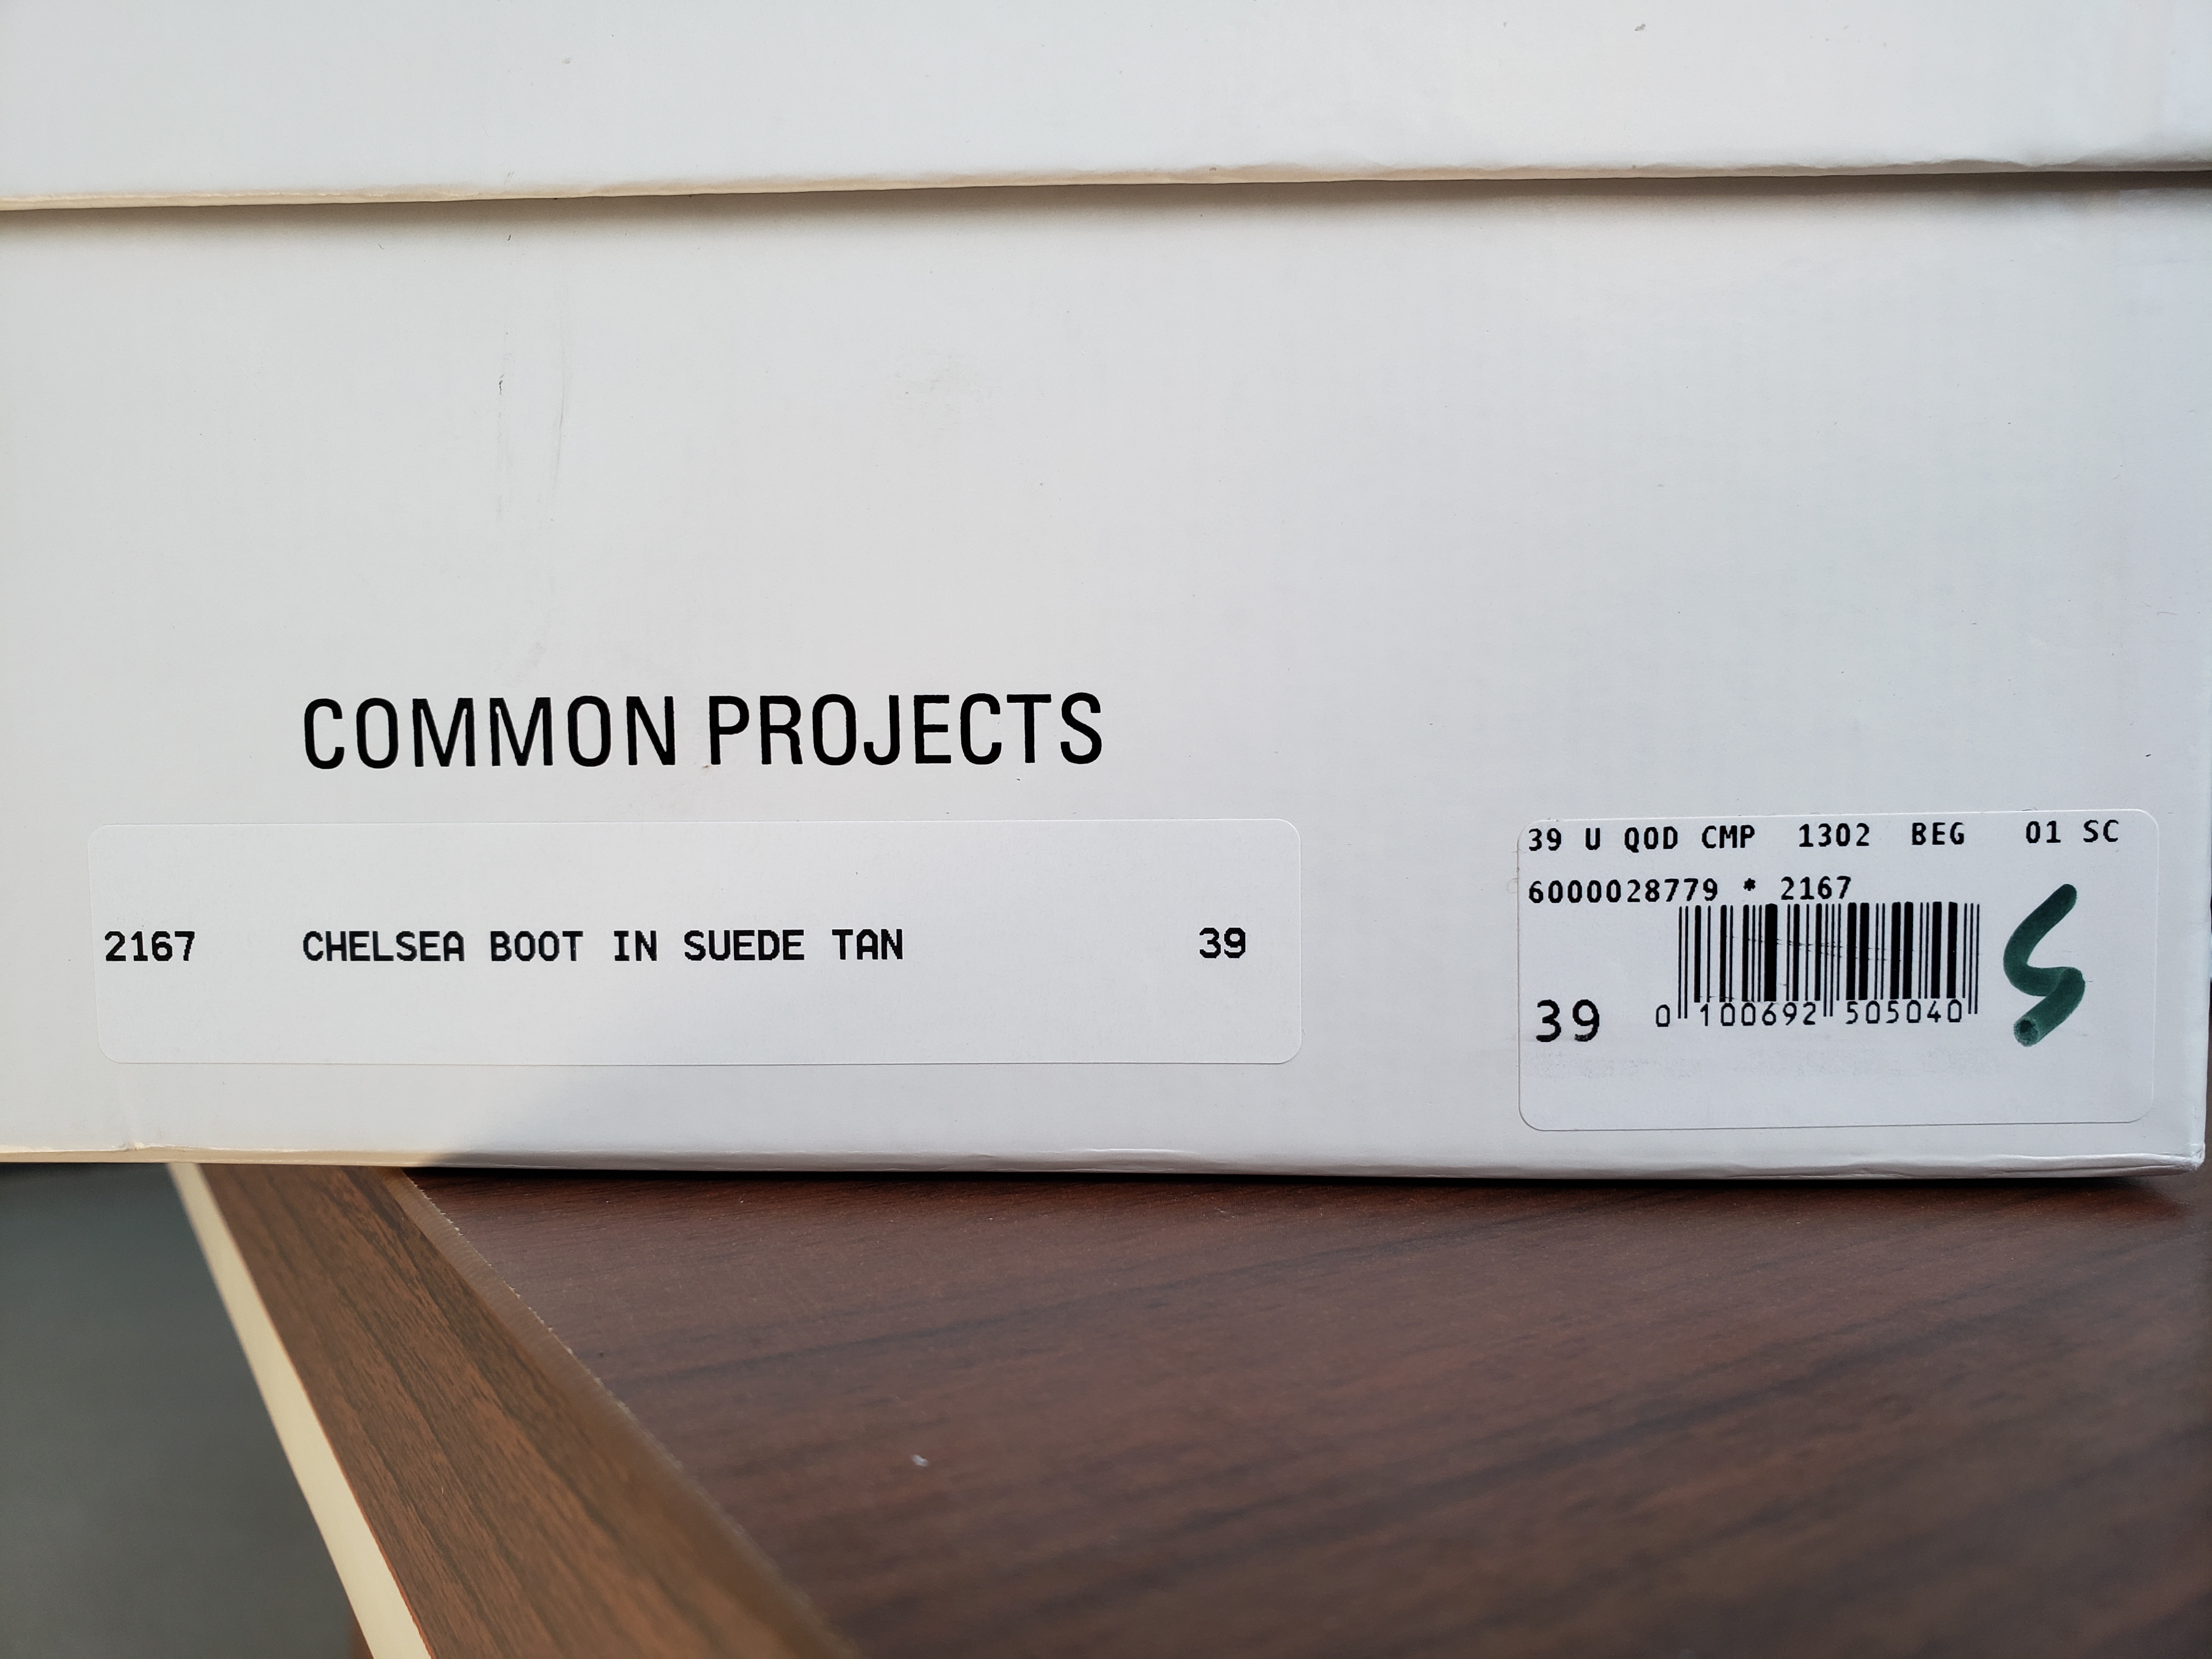 COMMON PROJECTS
2167 CHELSEA BOOT IN SUEDE TAN 39
39 U QOD CMP 1302 BEG 01 SC
6000028779 * 2167
39 0 100692 505040